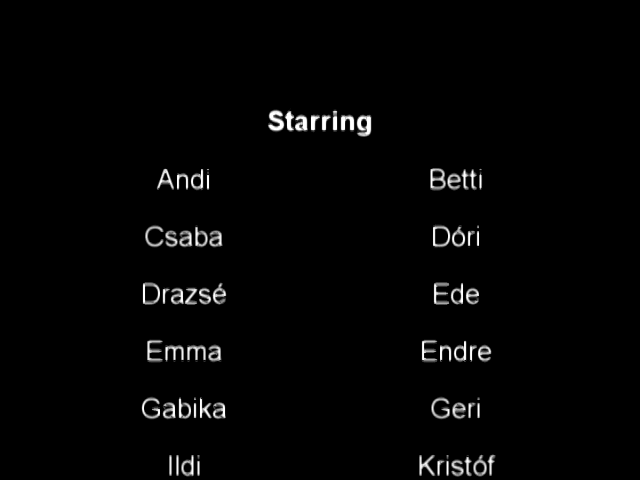 Starring
Andi Betti
Csaba Dóri
Drazsé Ede
Emma Endre
Gabika Geri
Ildi Kristóf